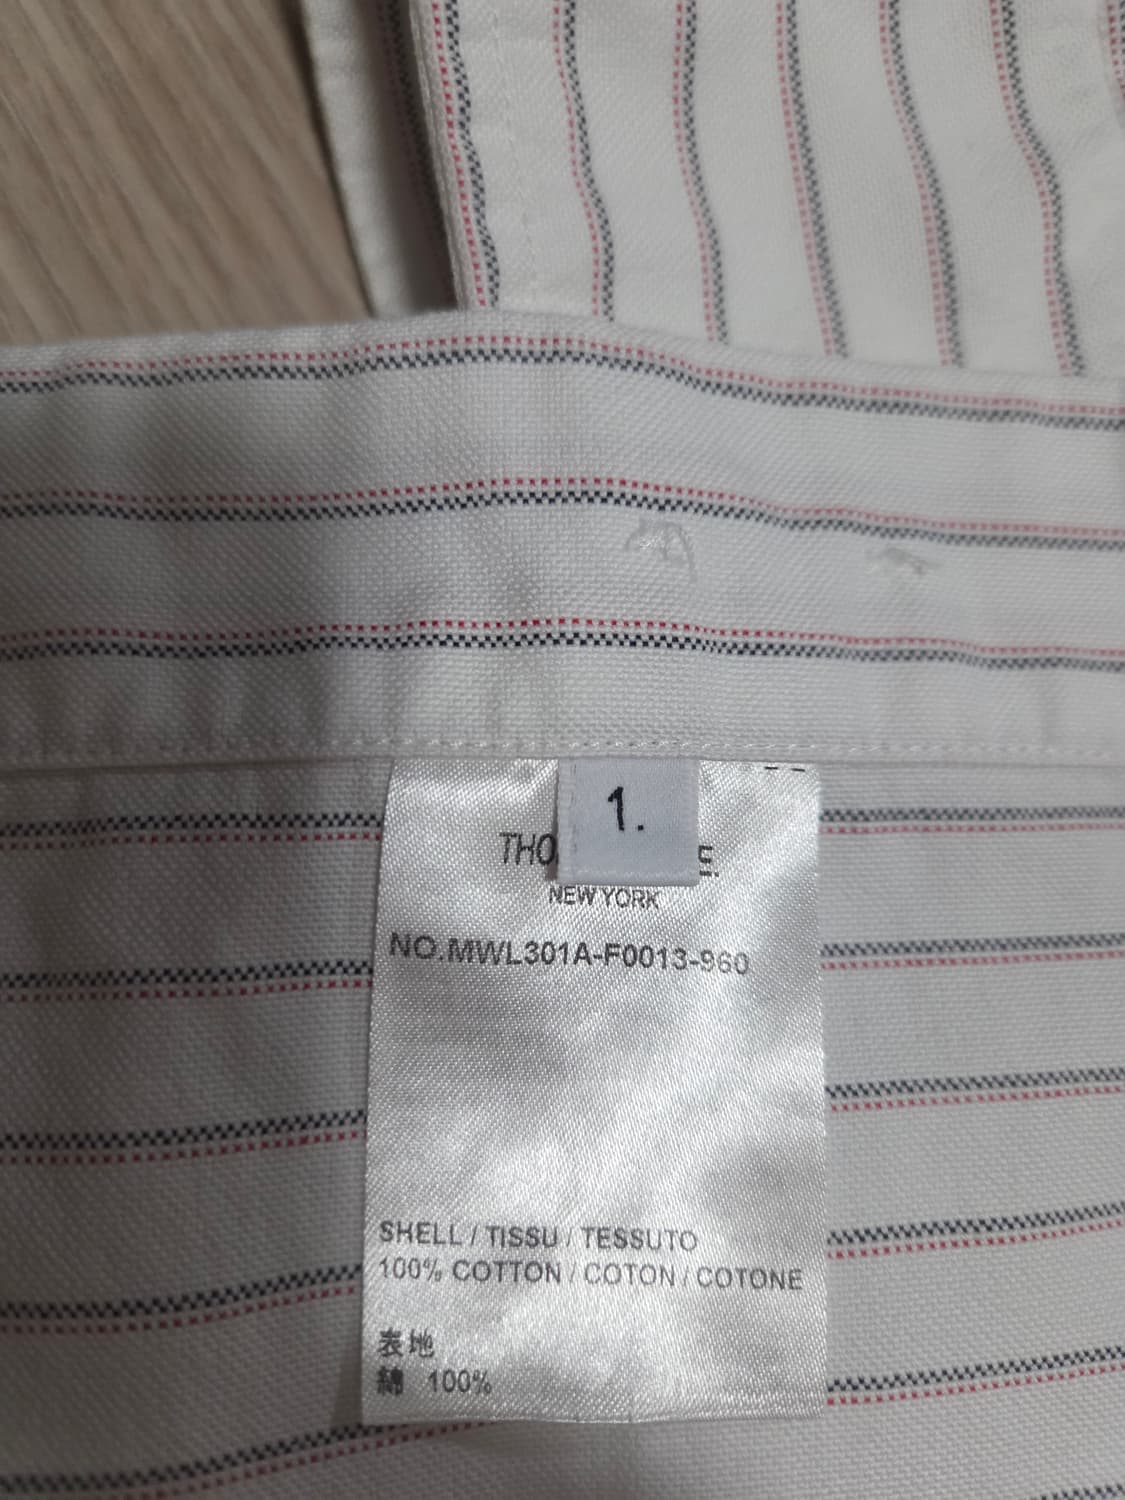 1.
THO E.
NEW YORK
NO.MWL301A-F0013-960
SHELL / TISSU / TESSUTO
100% COTTON / COTON / COTONE
表地
綿 100%